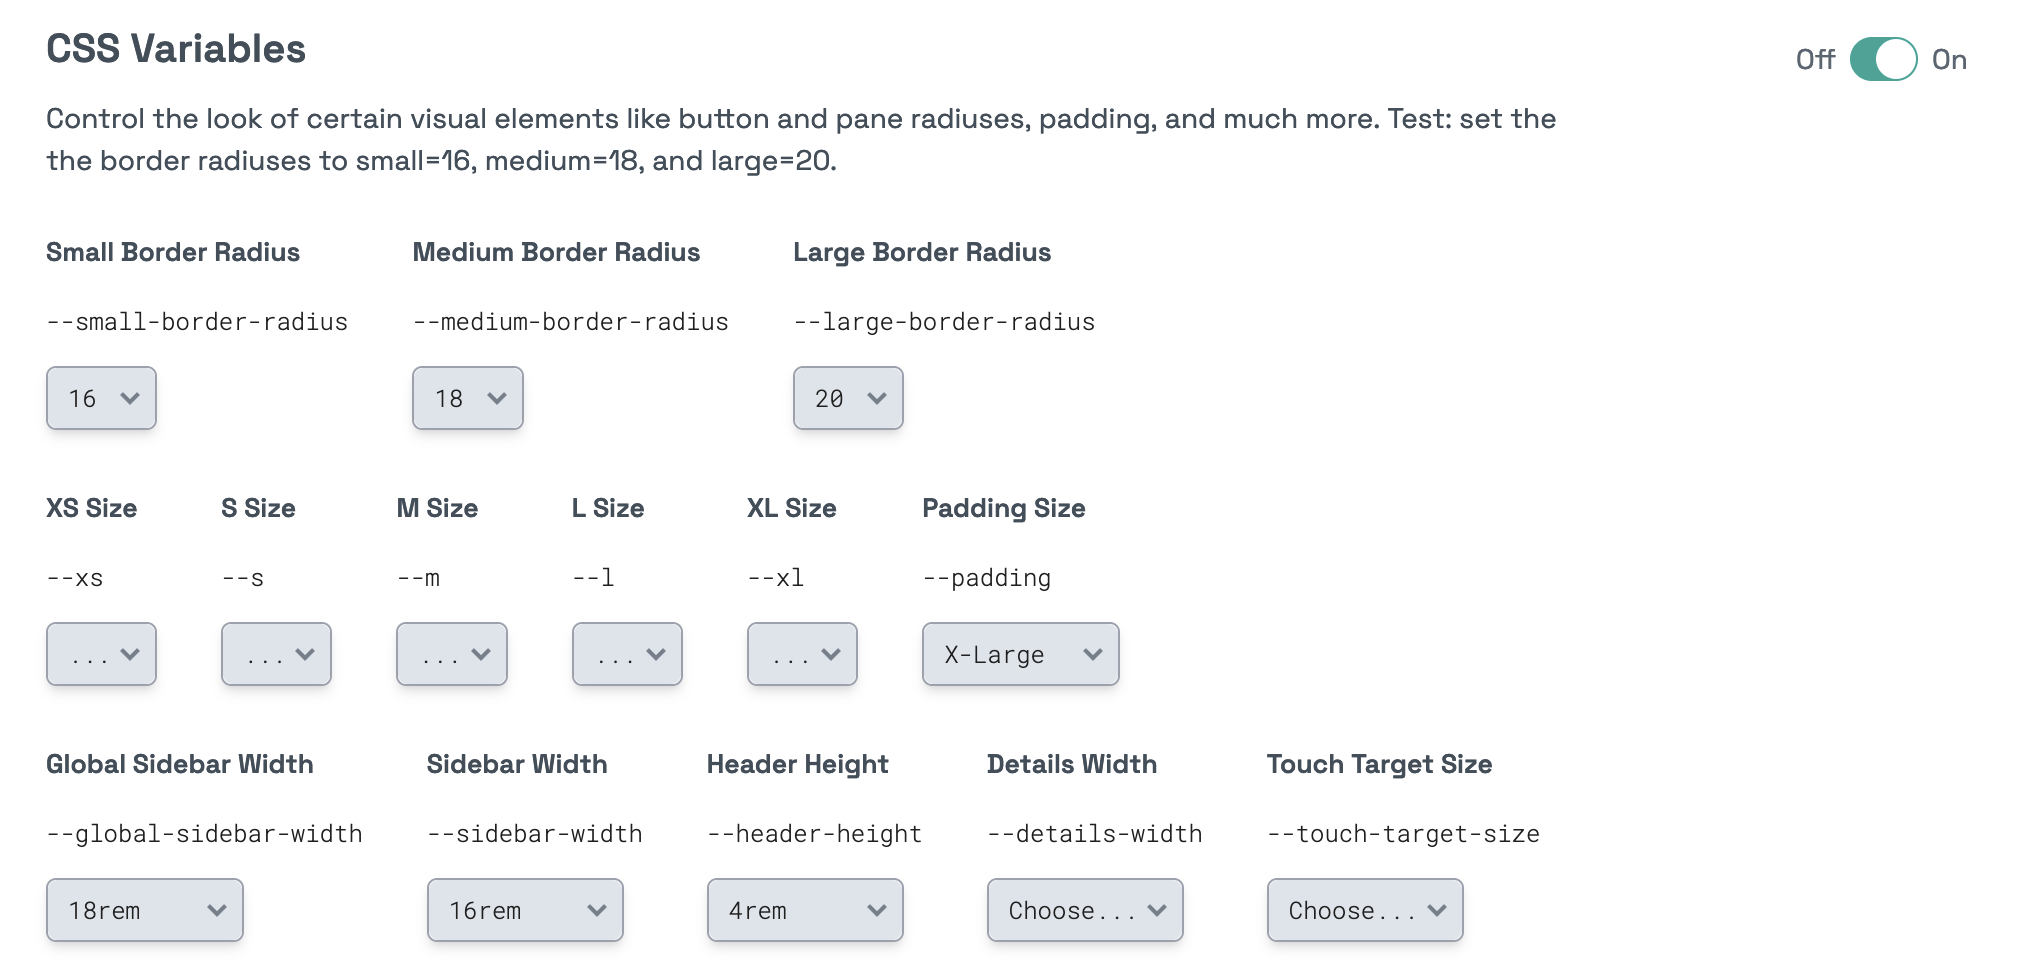 CSS Variables
Off On
Control the look of certain visual elements like button and pane radiuses, padding, and much more. Test: set the
the border radiuses to small=16, medium=18, and large=20.
Small Border Radius Medium Border Radius Large Border Radius
--small-border-radius --medium-border-radius --large-border-radius
16 18 20
XS Size S Size M Size L Size XL Size Padding Size
--xs --s --m --l --xl --padding
... ... ... ... ... X-Large
Global Sidebar Width Sidebar Width Header Height Details Width Touch Target Size
--global-sidebar-width --sidebar-width --header-height --details-width --touch-target-size
18rem 16rem 4rem Choose... Choose...